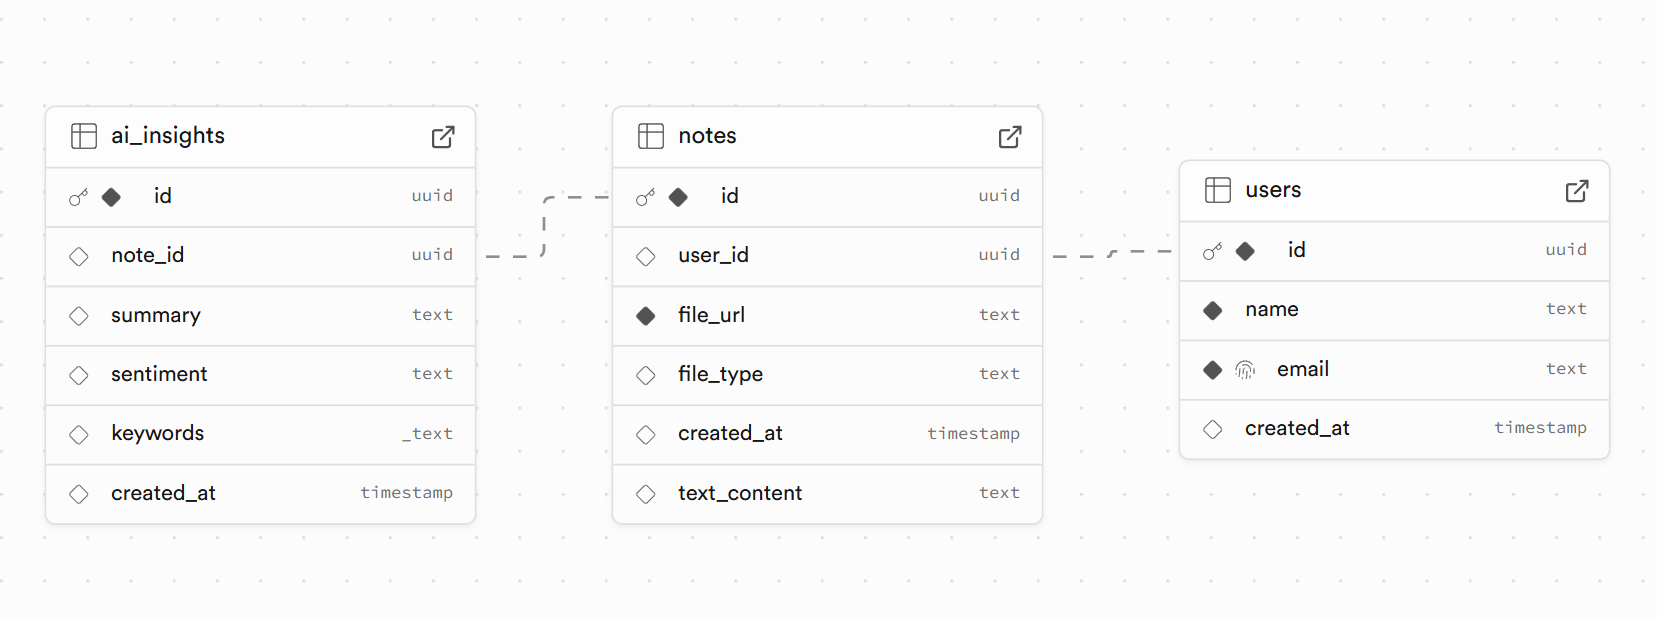 ai_insights
id uuid
note_id uuid
summary text
sentiment text
keywords _text
created_at timestamp
notes
id uuid
user_id uuid
file_url text
file_type text
created_at timestamp
text_content text
users
id uuid
name text
email text
created_at timestamp